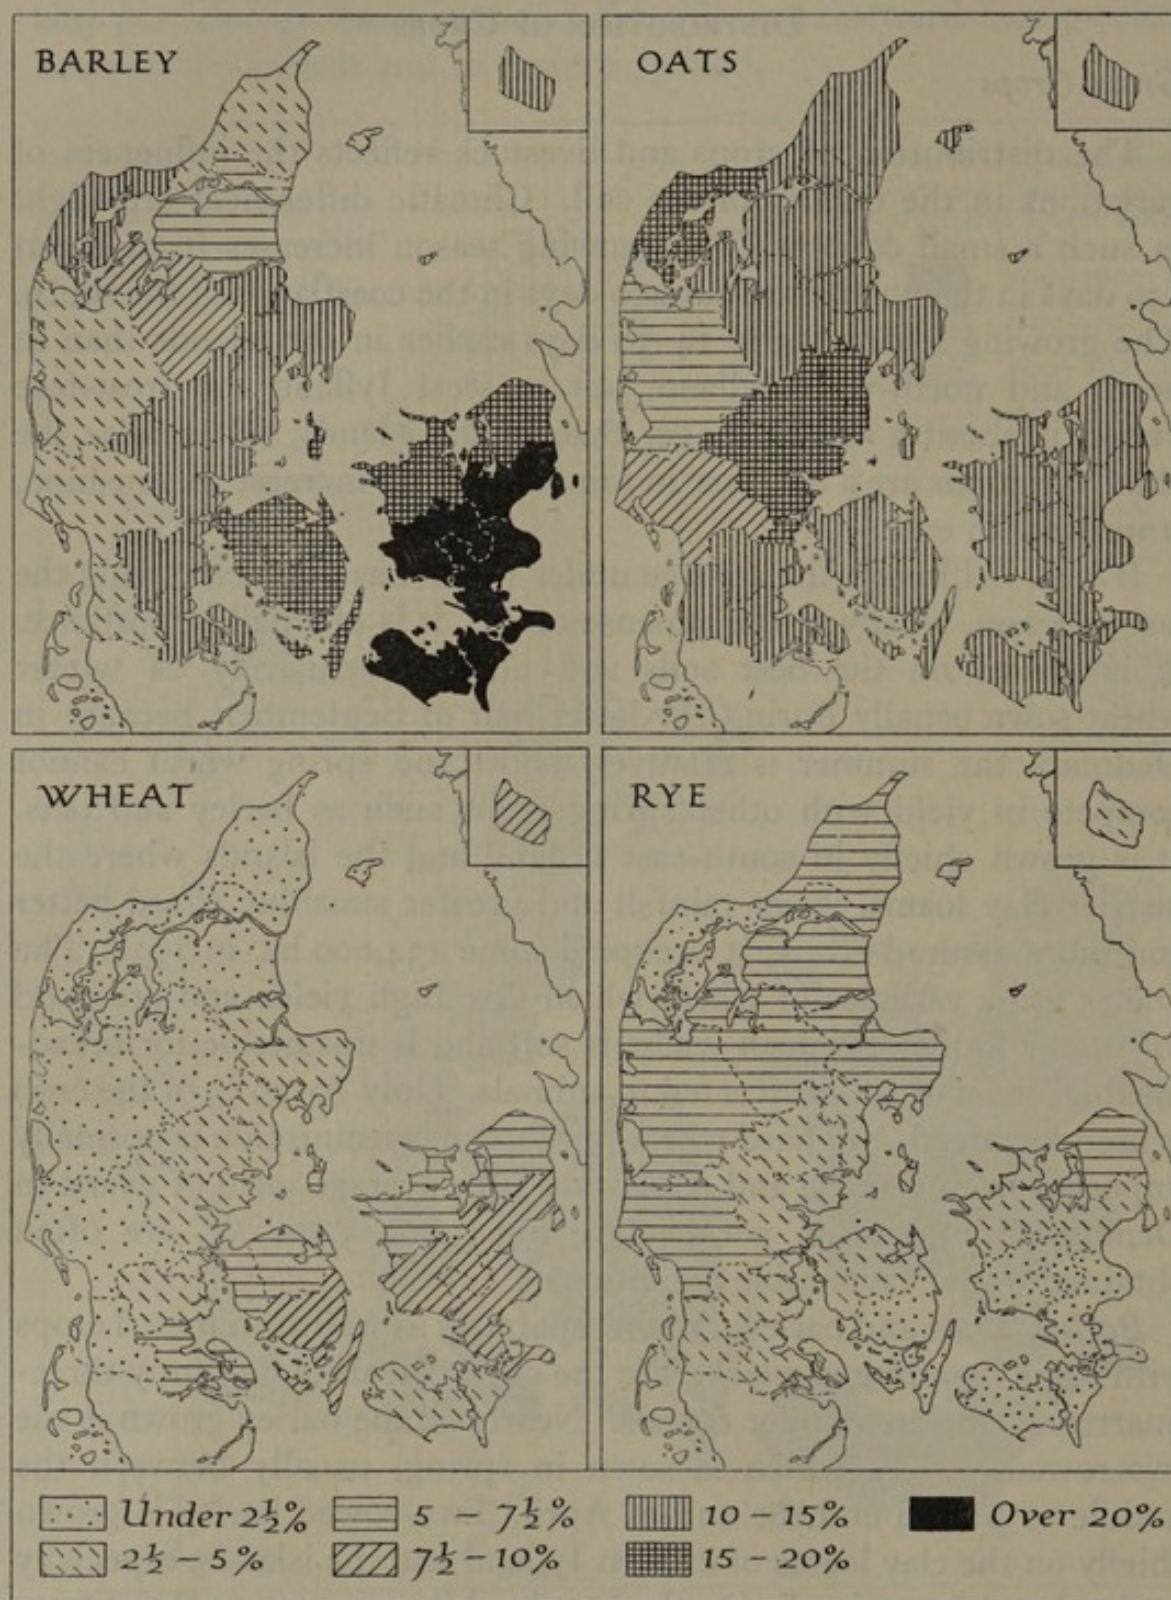 BARLEY
OATS
WHEAT
RYE
Under 2½%
5 – 7½%
10 – 15%
Over 20%
2½ – 5%
7½ – 10%
15 – 20%